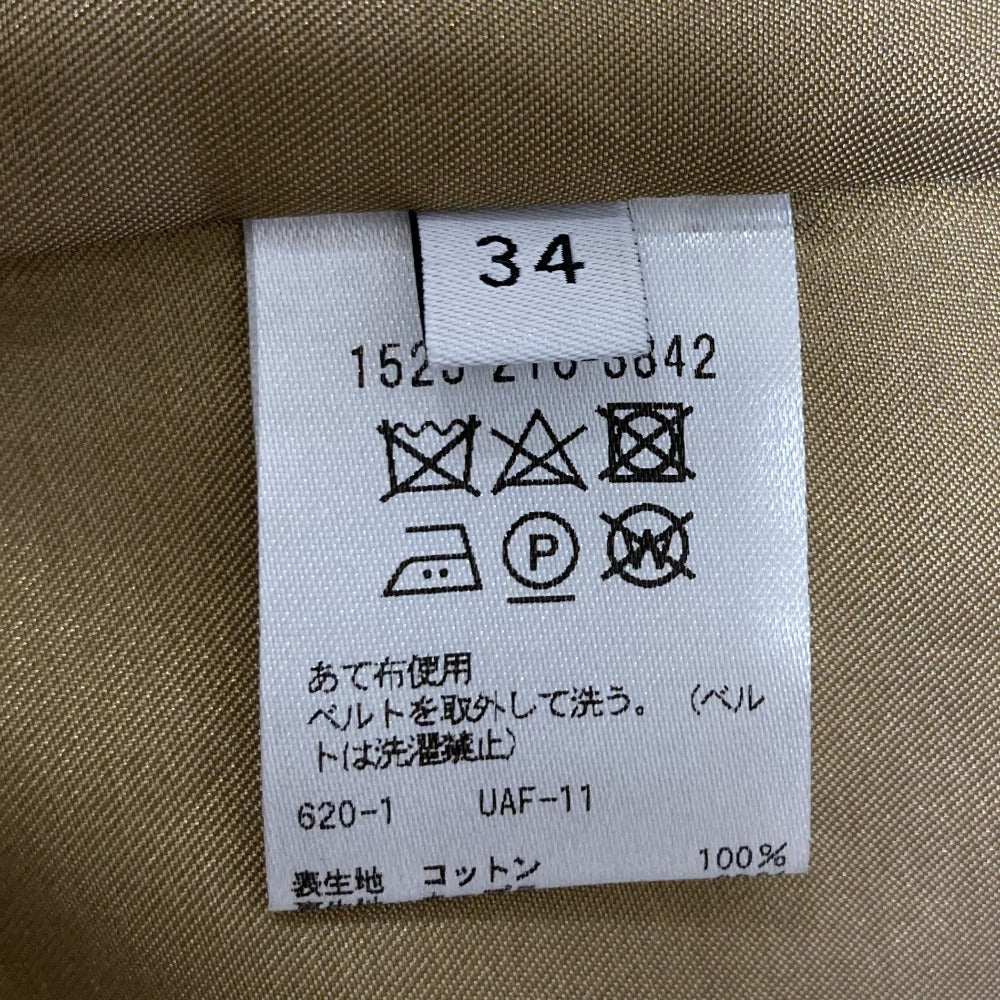 34
あて布使用
ベルトを取外して洗う。（ベル
トは洗濯禁止）
620-1 UAF-11
表生地 コットン 100%